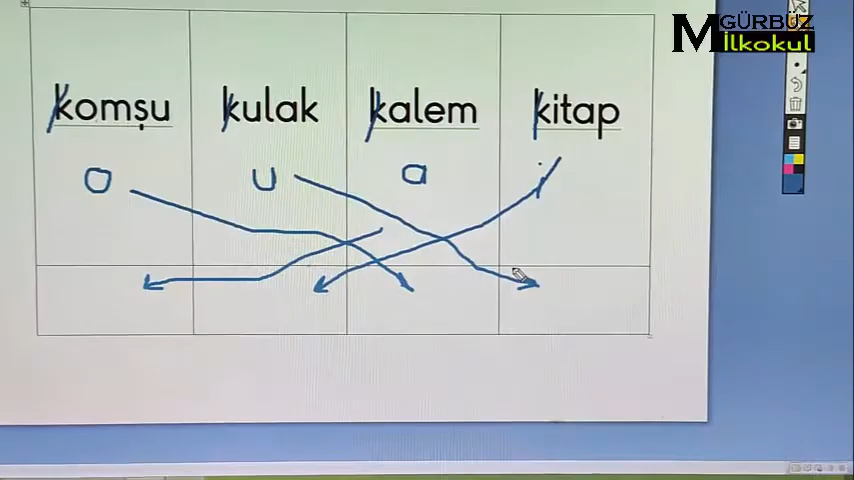 MGÜRBÜZ
İlkokul
komşu kulak kalem kitap
o u a i